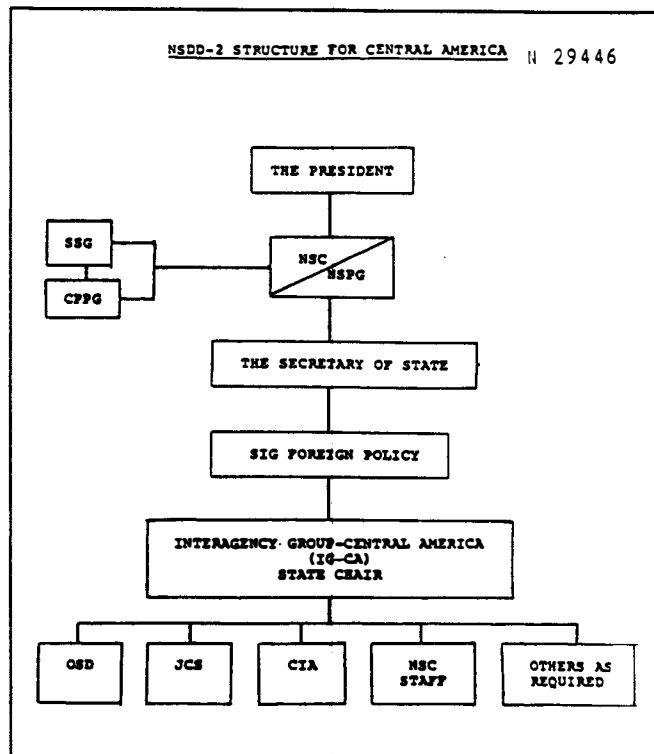 NSDD-2 STRUCTURE FOR CENTRAL AMERICA N 29446
THE PRESIDENT
SSG
CPPG
NSC
NSPG
THE SECRETARY OF STATE
SIG FOREIGN POLICY
INTERAGENCY GROUP-CENTRAL AMERICA
(IG-CA)
STATE CHAIR
OSD
JCS
CIA
NSC
STAFF
OTHERS AS
REQUIRED